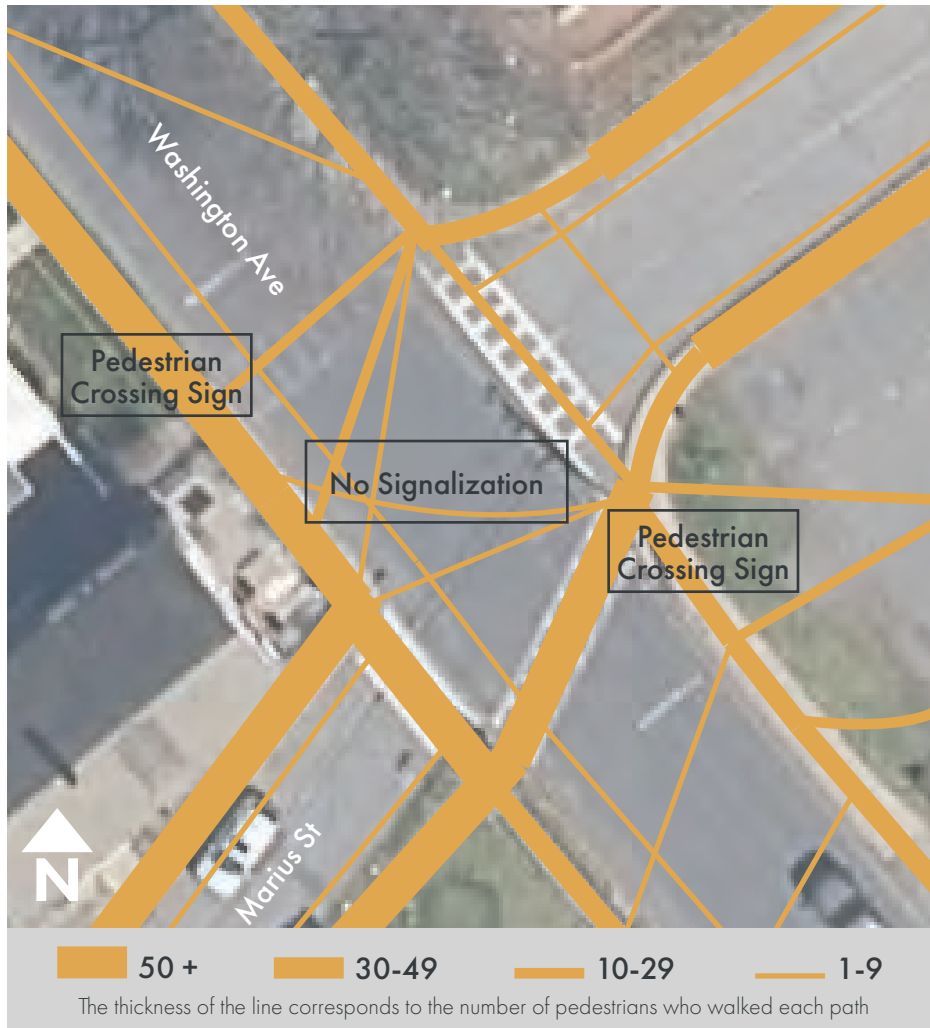 Washington Ave
Pedestrian
Crossing Sign
No Signalization
Pedestrian
Crossing Sign
Marius St
N
50 +
30-49
10-29
1-9
The thickness of the line corresponds to the number of pedestrians who walked each path